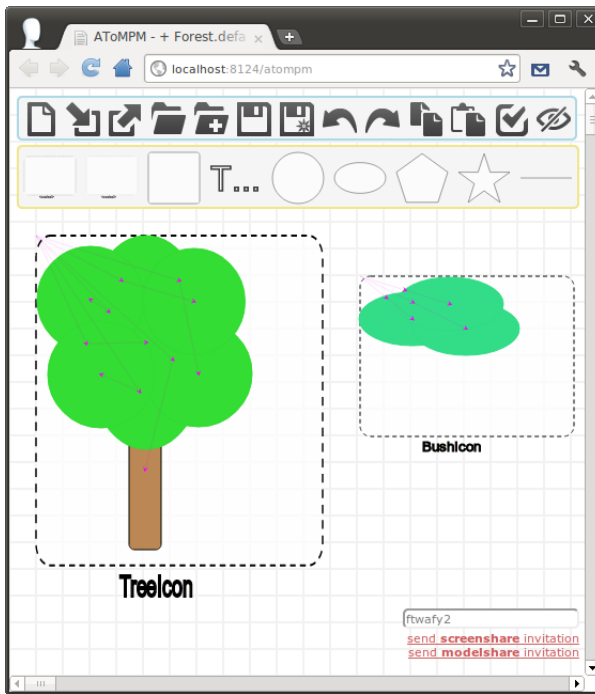 AToMPM - + Forest.defa
localhost:8124/atompm
T...
TreeIcon
BushIcon
ftwafy2
send screenshare invitation
send modelshare invitation